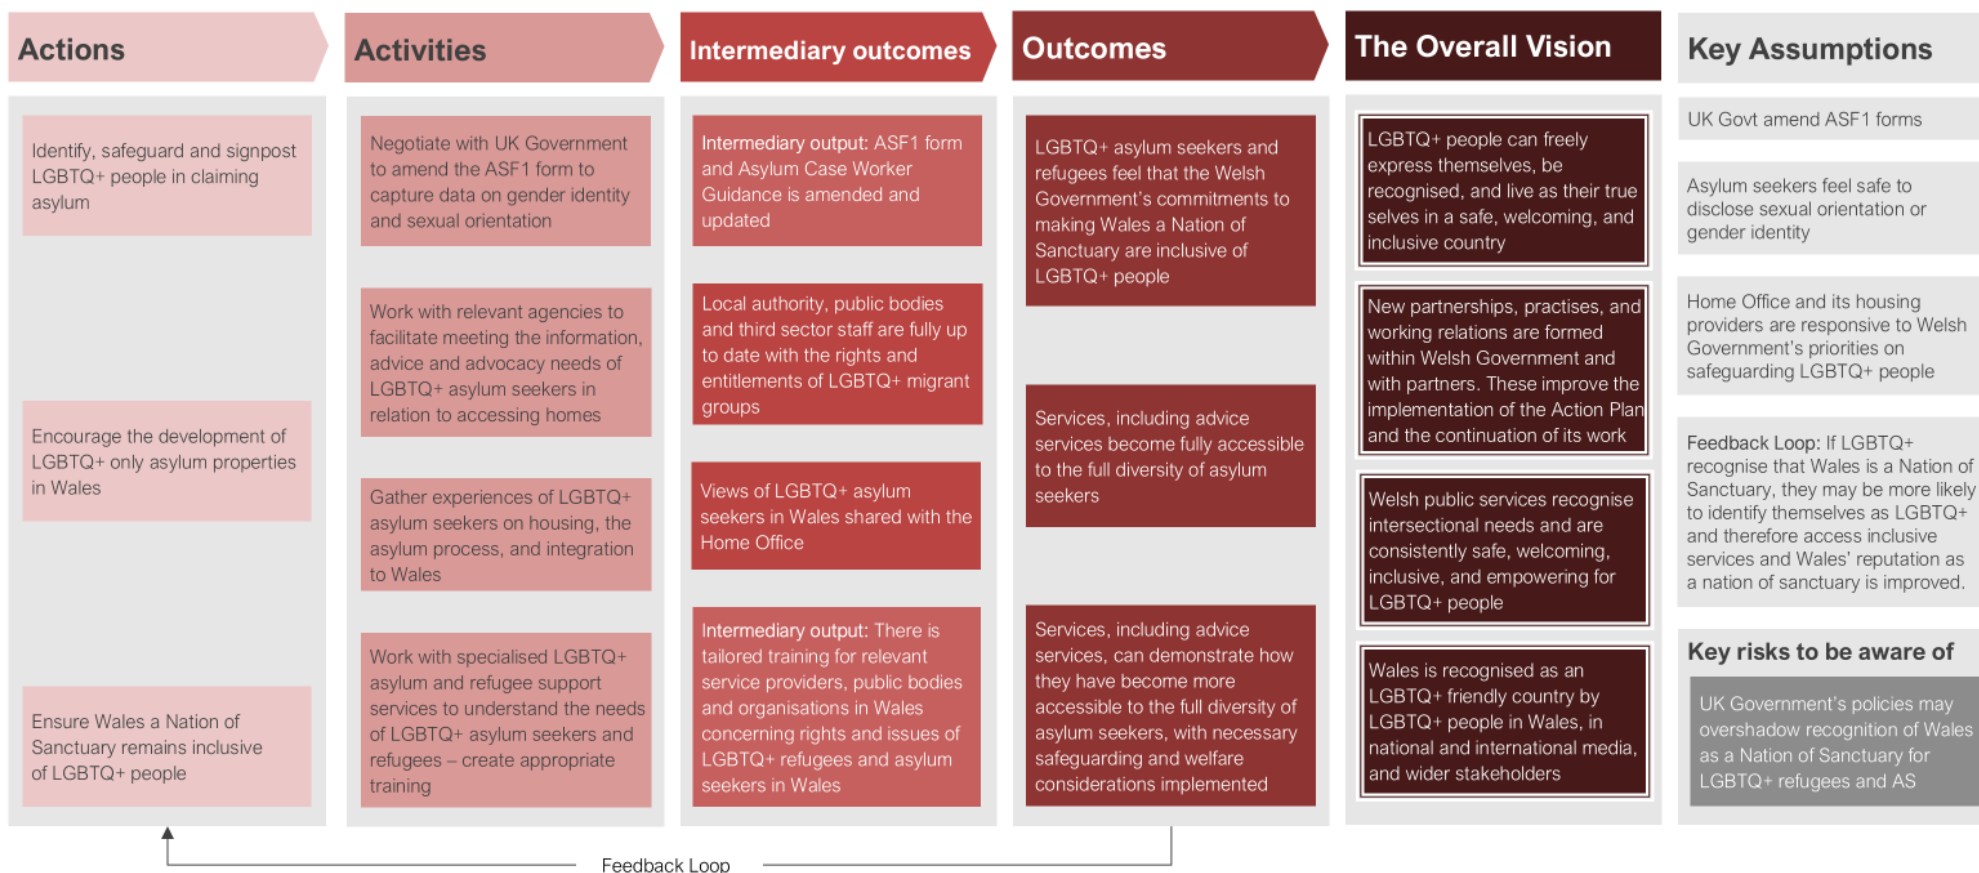 Actions
Identify, safeguard and signpost
LGBTQ+ people in claiming
asylum
Encourage the development of
LGBTQ+ only asylum properties
in Wales
Ensure Wales a Nation of
Sanctuary remains inclusive
of LGBTQ+ people
Activities
Negotiate with UK Government
to amend the ASF1 form to
capture data on gender identity
and sexual orientation
Work with relevant agencies to
facilitate meeting the information,
advice and advocacy needs of
LGBTQ+ asylum seekers in
relation to accessing homes
Gather experiences of LGBTQ+
asylum seekers on housing, the
asylum process, and integration
to Wales
Work with specialised LGBTQ+
asylum and refugee support
services to understand the needs
of LGBTQ+ asylum seekers and
refugees – create appropriate
training
Intermediary outcomes
Intermediary output: ASF1 form
and Asylum Case Worker
Guidance is amended and
updated
Local authority, public bodies
and third sector staff are fully up
to date with the rights and
entitlements of LGBTQ+ migrant
groups
Views of LGBTQ+ asylum
seekers in Wales shared with the
Home Office
Intermediary output: There is
tailored training for relevant
service providers, public bodies
and organisations in Wales
concerning rights and issues of
LGBTQ+ refugees and asylum
seekers in Wales
Outcomes
LGBTQ+ asylum seekers and
refugees feel that the Welsh
Government's commitments to
making Wales a Nation of
Sanctuary are inclusive of
LGBTQ+ people
Services, including advice
services become fully accessible
to the full diversity of asylum
seekers
Services, including advice
services, can demonstrate how
they have become more
accessible to the full diversity of
asylum seekers, with necessary
safeguarding and welfare
considerations implemented
The Overall Vision
LGBTQ+ people can freely
express themselves, be
recognised, and live as their true
selves in a safe, welcoming, and
inclusive country
New partnerships, practises, and
working relations are formed
within Welsh Government and
with partners. These improve the
implementation of the Action Plan
and the continuation of its work
Welsh public services recognise
intersectional needs and are
consistently safe, welcoming,
inclusive, and empowering for
LGBTQ+ people
Wales is recognised as an
LGBTQ+ friendly country by
LGBTQ+ people in Wales, in
national and international media,
and wider stakeholders
Key Assumptions
UK Govt amend ASF1 forms
Asylum seekers feel safe to
disclose sexual orientation or
gender identity
Home Office and its housing
providers are responsive to Welsh
Government's priorities on
safeguarding LGBTQ+ people
Feedback Loop: If LGBTQ+
recognise that Wales is a Nation of
Sanctuary, they may be more likely
to identify themselves as LGBTQ+
and therefore access inclusive
services and Wales' reputation as
a nation of sanctuary is improved.
Key risks to be aware of
UK Government's policies may
overshadow recognition of Wales
as a Nation of Sanctuary for
LGBTQ+ refugees and AS
Feedback Loop